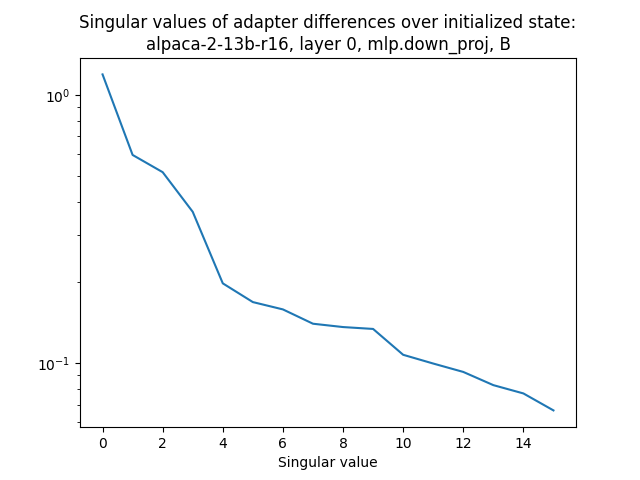 Singular values of adapter differences over initialized state:
alpaca-2-13b-r16, layer 0, mlp.down_proj, B
10⁰
10⁻¹
0 2 4 6 8 10 12 14
Singular value